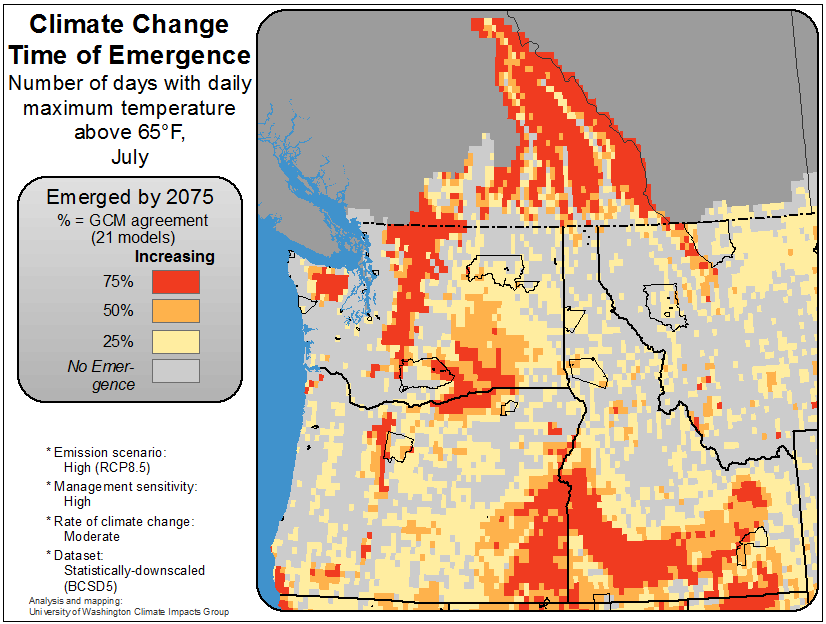 Climate Change
Time of Emergence
Number of days with daily
maximum temperature
above 65°F,
July
Emerged by 2075
% = GCM agreement
(21 models)
Increasing
75%
50%
25%
No Emer-
gence
* Emission scenario:
High (RCP8.5)
* Management sensitivity:
High
* Rate of climate change:
Moderate
* Dataset:
Statistically-downscaled
(BCSD5)
Analysis and mapping:
University of Washington Climate Impacts Group